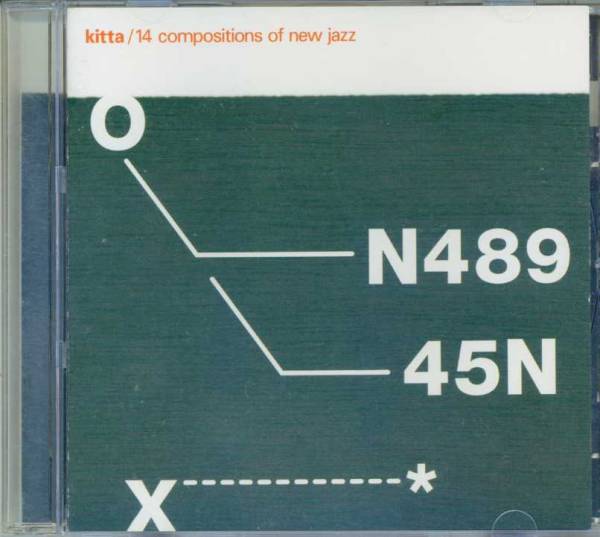 kitta/14 compositions of new jazz
O
N489
45N
X------------*